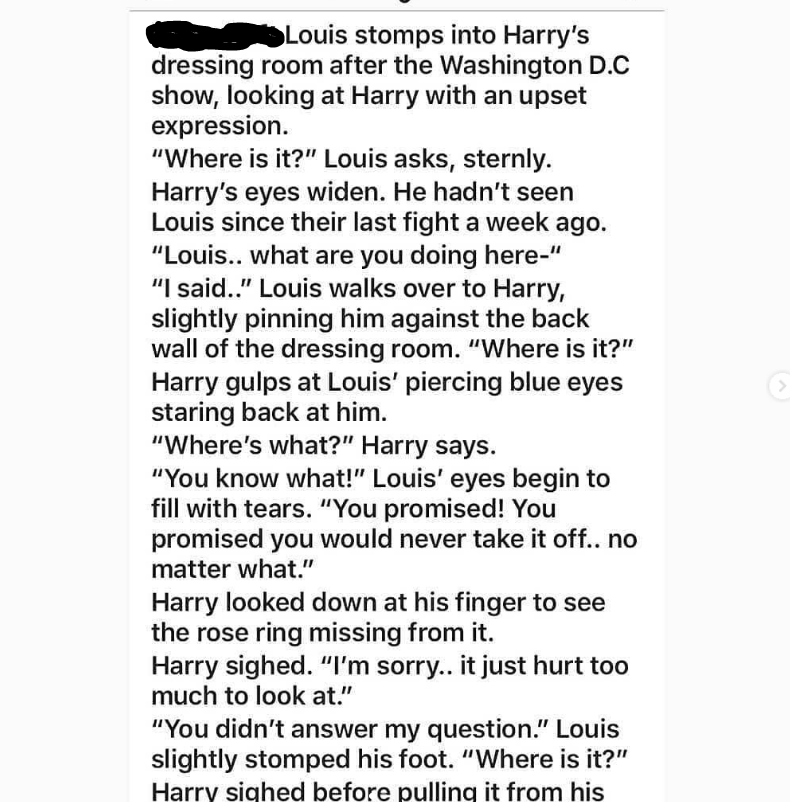 Louis stomps into Harry’s
dressing room after the Washington D.C
show, looking at Harry with an upset
expression.
“Where is it?” Louis asks, sternly.
Harry’s eyes widen. He hadn’t seen
Louis since their last fight a week ago.
“Louis.. what are you doing here-“
“I said..” Louis walks over to Harry,
slightly pinning him against the back
wall of the dressing room. “Where is it?”
Harry gulps at Louis’ piercing blue eyes
staring back at him.
“Where’s what?” Harry says.
“You know what!” Louis’ eyes begin to
fill with tears. “You promised! You
promised you would never take it off.. no
matter what.”
Harry looked down at his finger to see
the rose ring missing from it.
Harry sighed. “I’m sorry.. it just hurt too
much to look at.”
“You didn’t answer my question.” Louis
slightly stomped his foot. “Where is it?”
Harry sighed before pulling it from his